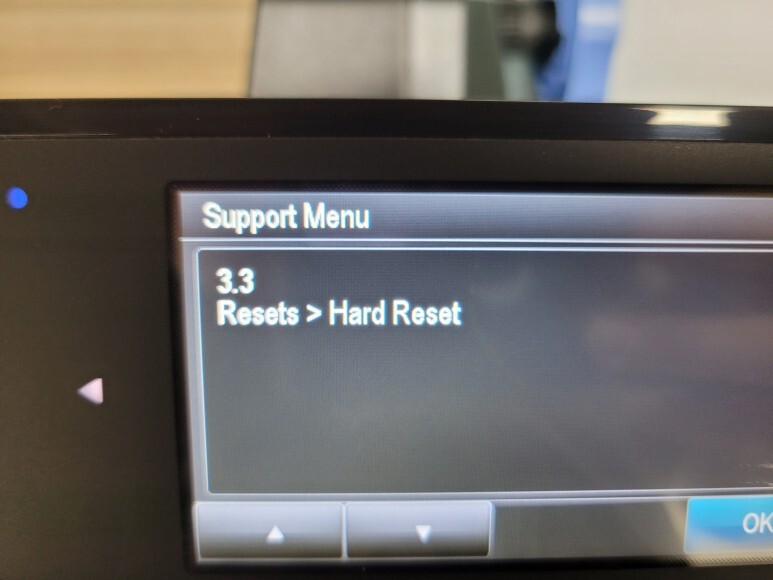 Support Menu
3.3
Resets > Hard Reset
OK